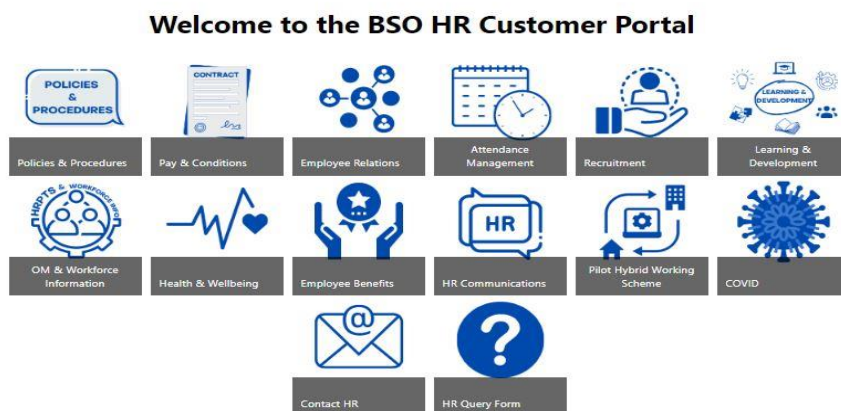 Welcome to the BSO HR Customer Portal
POLICIES
&
PROCEDURES
CONTRACT
LEARNING &
DEVELOPMENT
Policies & Procedures
Pay & Conditions
Employee Relations
Attendance
Management
Recruitment
Learning &
Development
HRPTS & WORKFORCE INFO
HR
OM & Workforce
Information
Health & Wellbeing
Employee Benefits
HR Communications
Pilot Hybrid Working
Scheme
COVID
@
?
Contact HR
HR Query Form